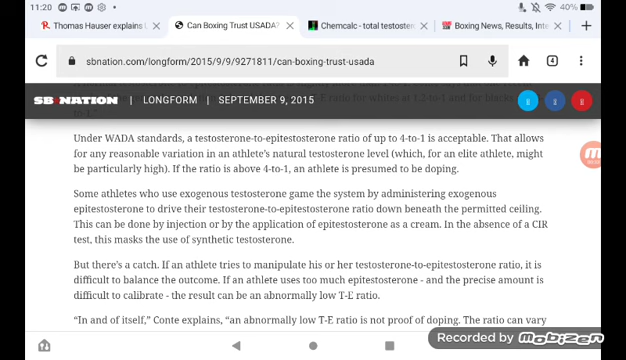 11:20
40%
Thomas Hauser explains
Can Boxing Trust USADA?
Chemcalc - total testoster
Boxing News, Results, Inte
sbnation.com/longform/2015/9/9/9271811/can-boxing-trust-usada
4
SB NATION | LONGFORM | SEPTEMBER 9, 2015
Under WADA standards, a testosterone-to-epitestosterone ratio of up to 4-to-1 is acceptable. That allows
for any reasonable variation in an athlete's natural testosterone level (which, for an elite athlete, might
be particularly high). If the ratio is above 4-to-1, an athlete is presumed to be doping.
Some athletes who use exogenous testosterone game the system by administering exogenous
epitestosterone to drive their testosterone-to-epitestosterone ratio down beneath the permitted ceiling.
This can be done by injection or by the application of epitestosterone as a cream. In the absence of a CIR
test, this masks the use of synthetic testosterone.
But there's a catch. If an athlete tries to manipulate his or her testosterone-to-epitestosterone ratio, it is
difficult to balance the outcome. If an athlete uses too much epitestosterone - and the precise amount is
difficult to calibrate - the result can be an abnormally low T-E ratio.
"In and of itself," Conte explains, "an abnormally low T-E ratio is not proof of doping. The ratio can vary
RECORDED BY mobizen